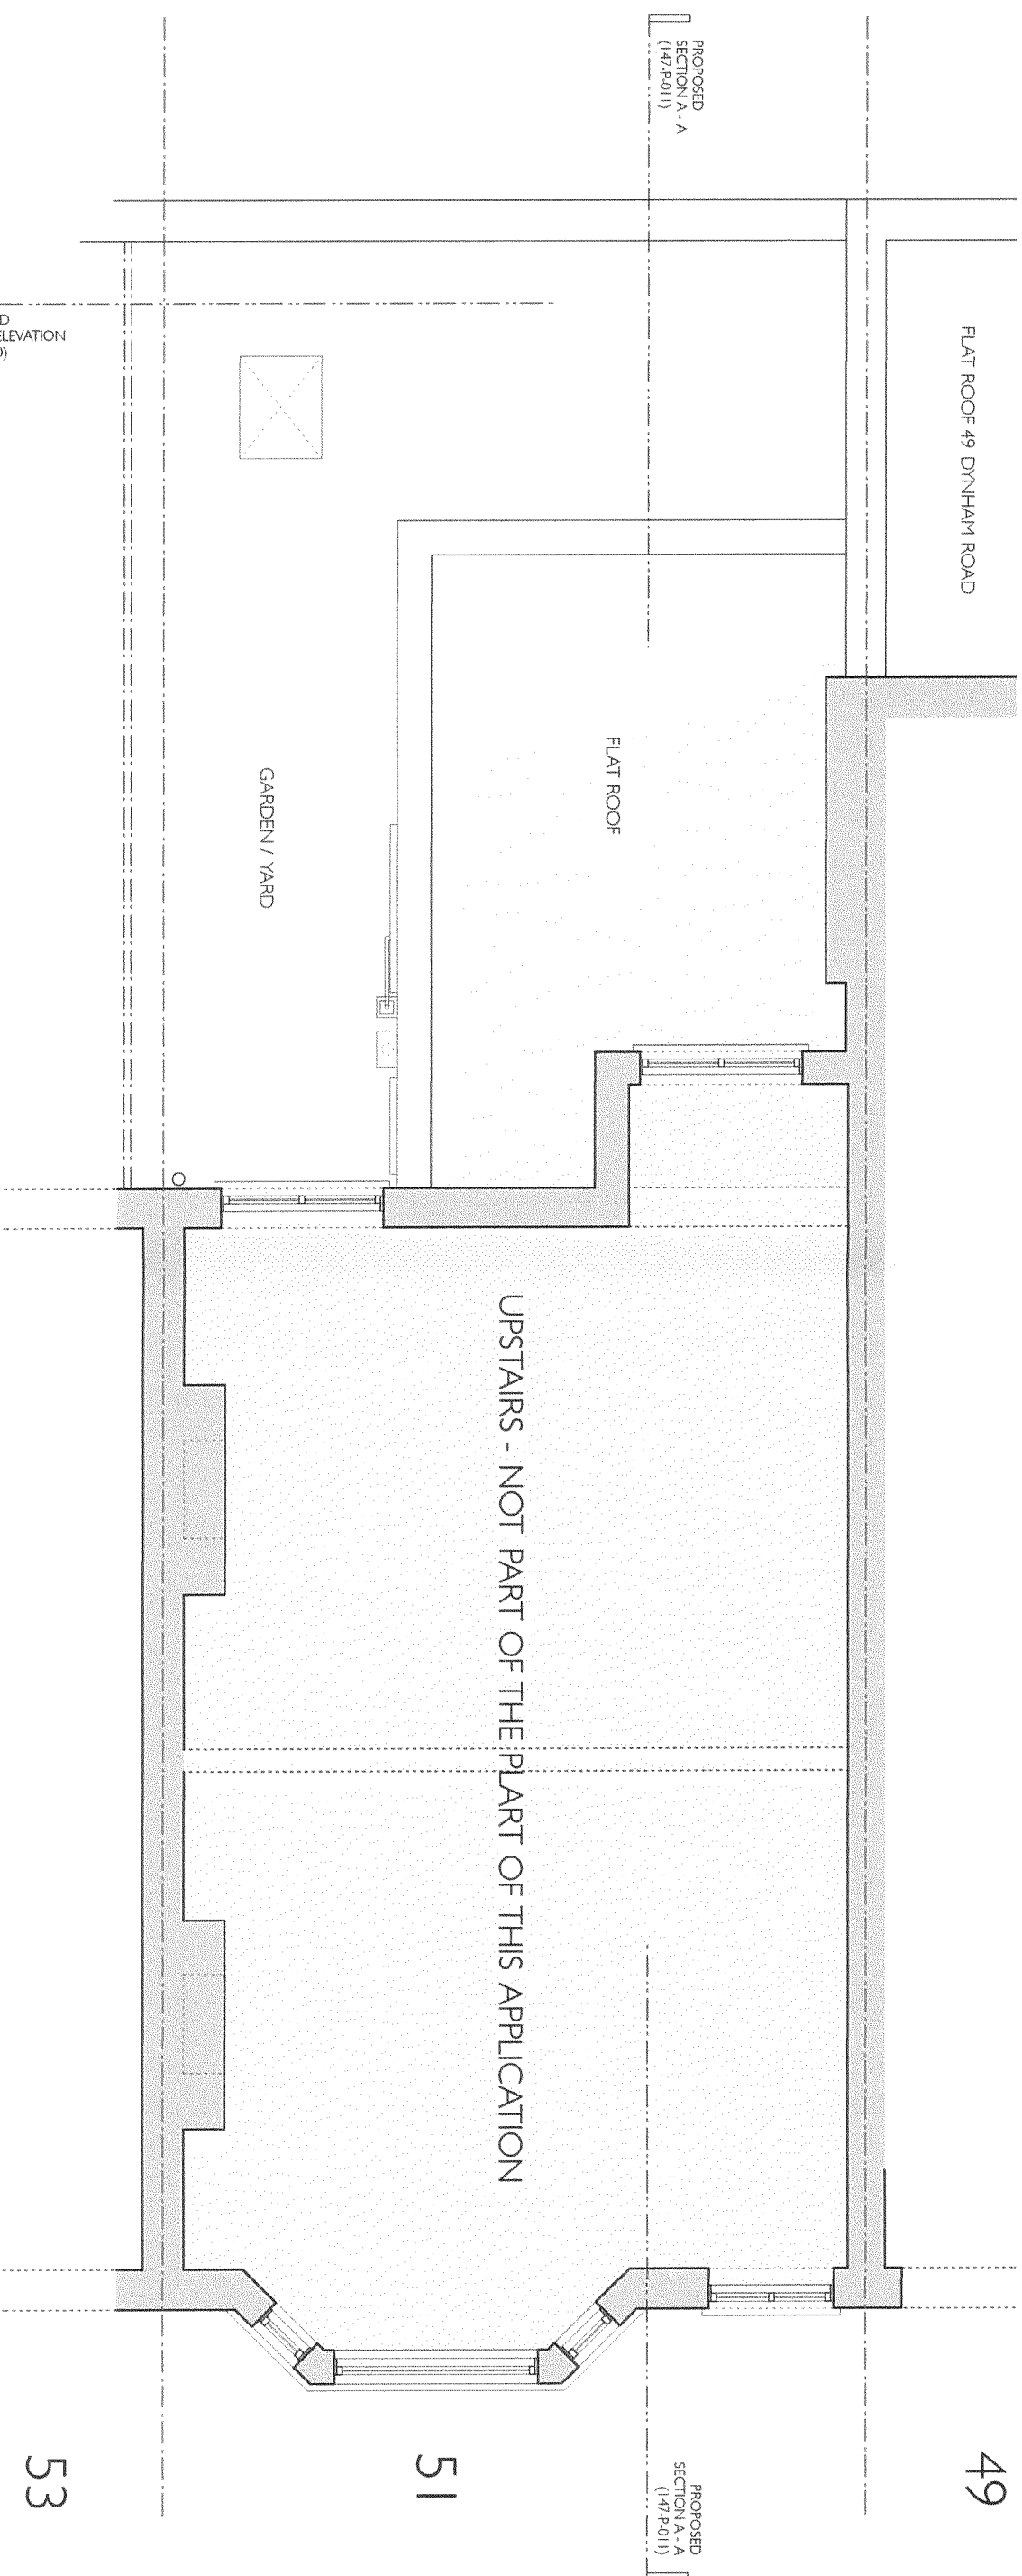 PROPOSED
SECTION A - A
(147-P-011)
FLAT ROOF 49 DYNHAM ROAD
FLAT ROOF
GARDEN / YARD
ELEVATION
UPSTAIRS - NOT PART OF THE PLART OF THIS APPLICATION
49
51
53
PROPOSED
SECTION A - A
(147-P-011)